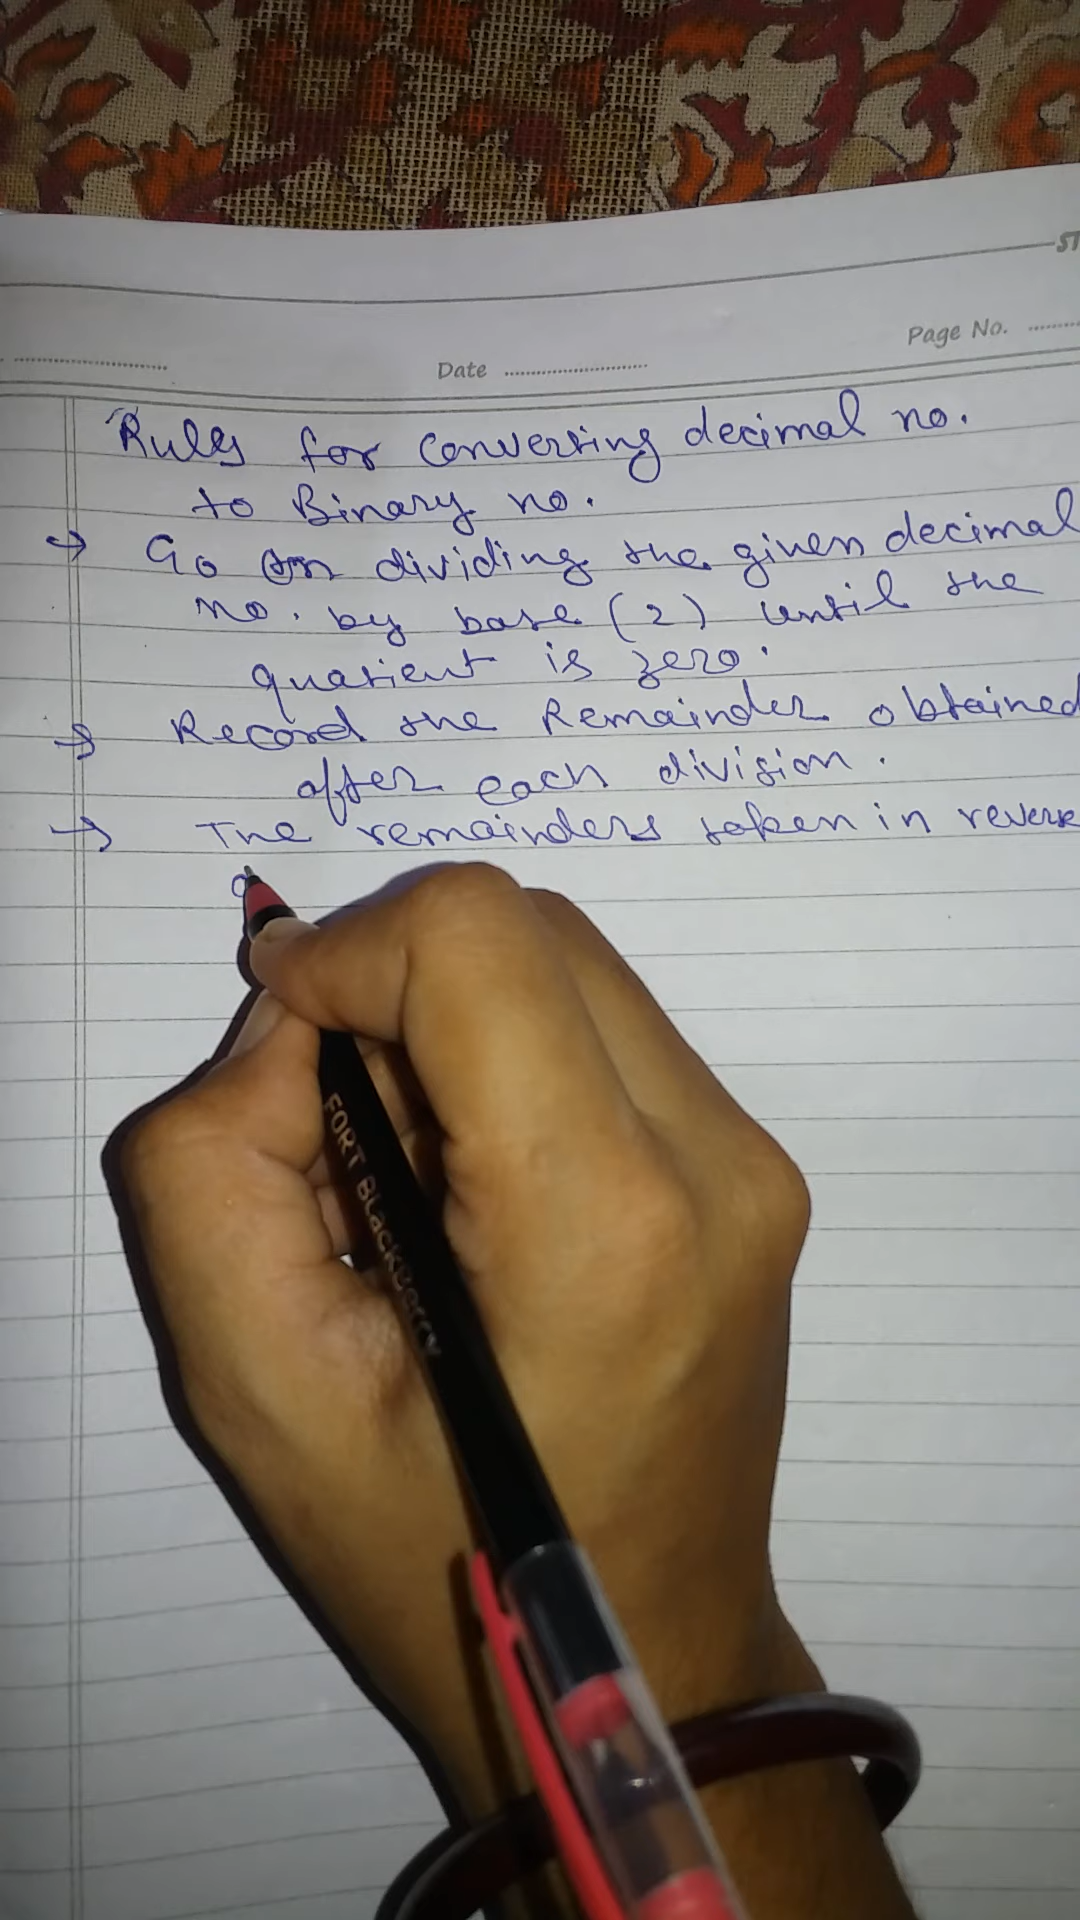 ST
Page No.
Date
Rules for converting decimal no.
to Binary no.
→ Go on dividing the given decimal
no. by base (2) until the
quatient is zero.
→ Record the Remainder obtained
after each division.
→ The remainders taken in reverse
FORT BLackBerry